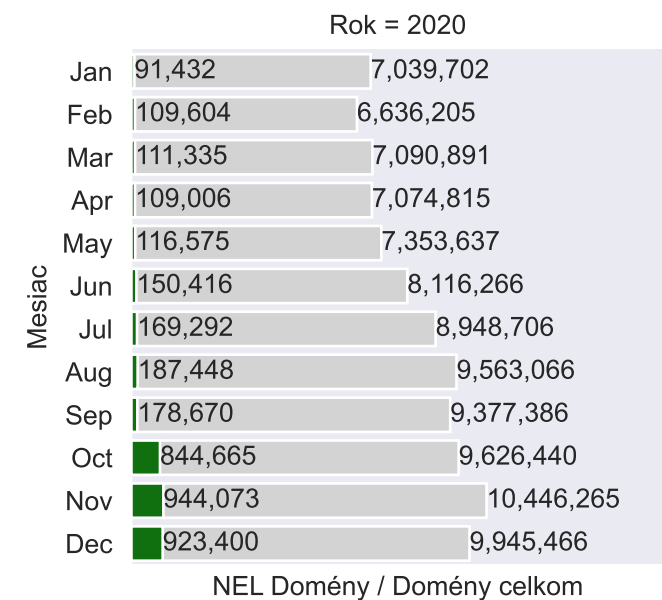 Rok = 2020
Mesiac
Jan 91,432 7,039,702
Feb 109,604 6,636,205
Mar 111,335 7,090,891
Apr 109,006 7,074,815
May 116,575 7,353,637
Jun 150,416 8,116,266
Jul 169,292 8,948,706
Aug 187,448 9,563,066
Sep 178,670 9,377,386
Oct 844,665 9,626,440
Nov 944,073 10,446,265
Dec 923,400 9,945,466
NEL Domény / Domény celkom